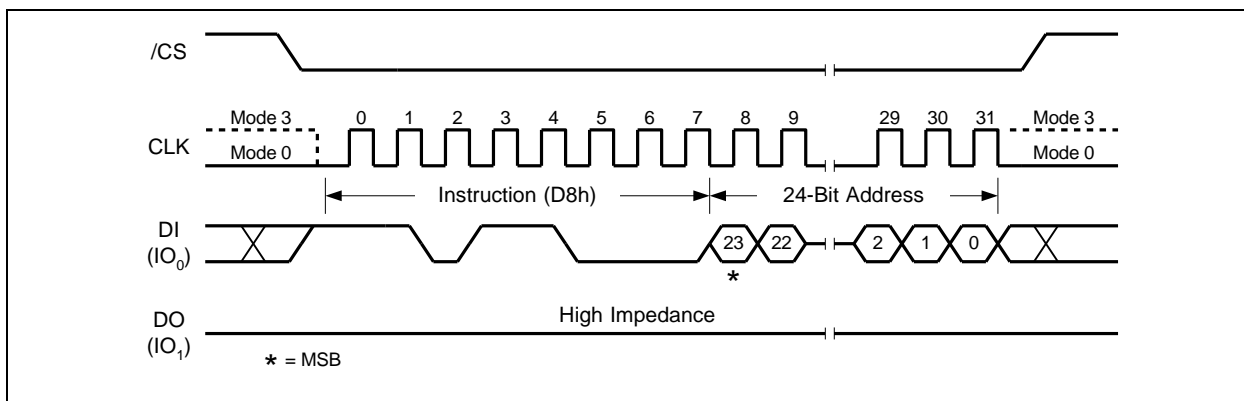 /CS
Mode 3 0 1 2 3 4 5 6 7 8 9 29 30 31 Mode 3
CLK
Mode 0 Mode 0
Instruction (D8h) 24-Bit Address
DI
(IO0)
23 22 2 1 0
*
High Impedance
DO
(IO1)
* = MSB